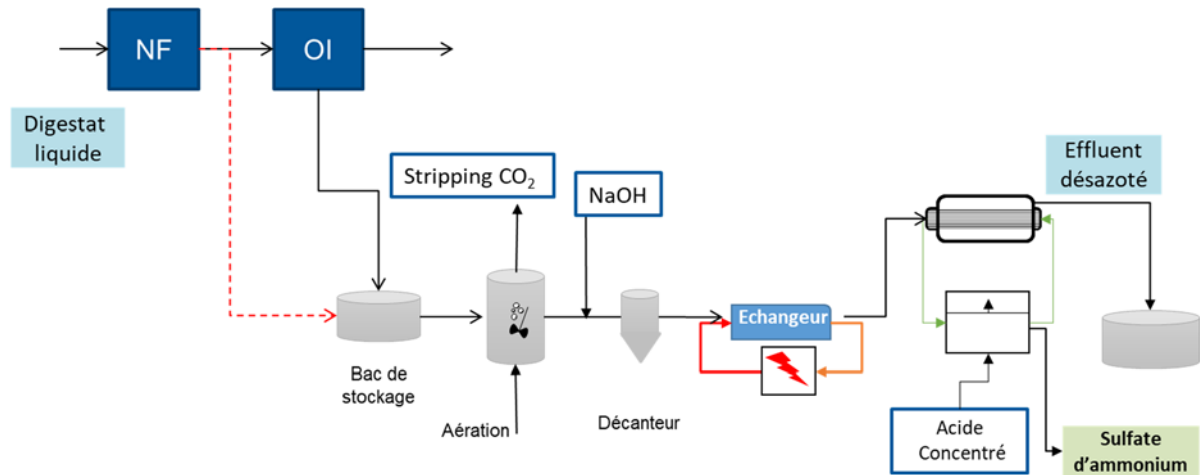 NF
OI
Digestat
liquide
Stripping CO₂
NaOH
Effluent
désazoté
Echangeur
Bac de
stockage
Aération
Décanteur
Acide
Concentré
Sulfate
d'ammonium